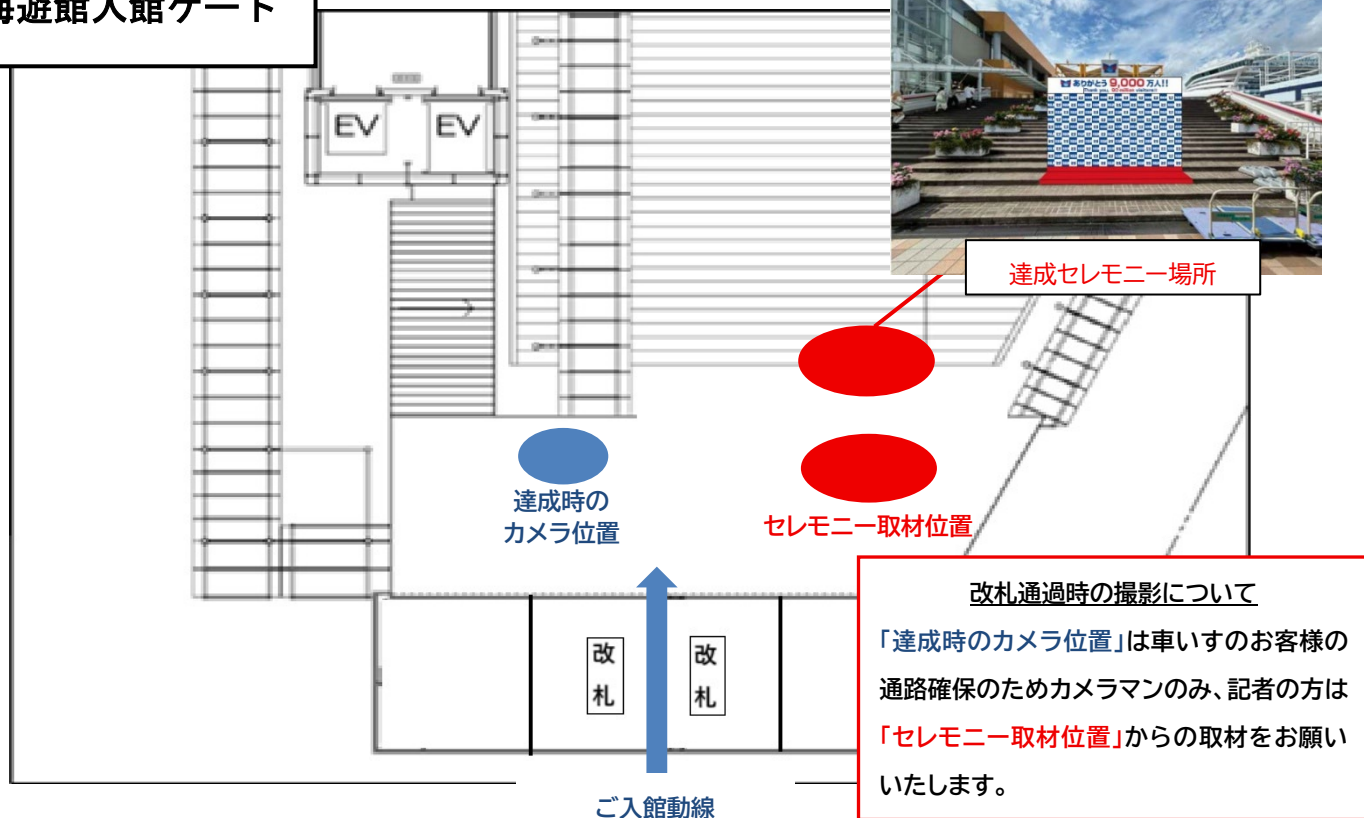 海遊館入館ゲート
ありがとう 9,000 万人!!
Thank you, 90 million visitors!!
EV
EV
達成セレモニー場所
達成時の
カメラ位置
セレモニー取材位置
改札通過時の撮影について
「達成時のカメラ位置」は車いすのお客様の
通路確保のためカメラマンのみ、記者の方は
「セレモニー取材位置」からの取材をお願い
いたします。
改札
改札
ご入館動線